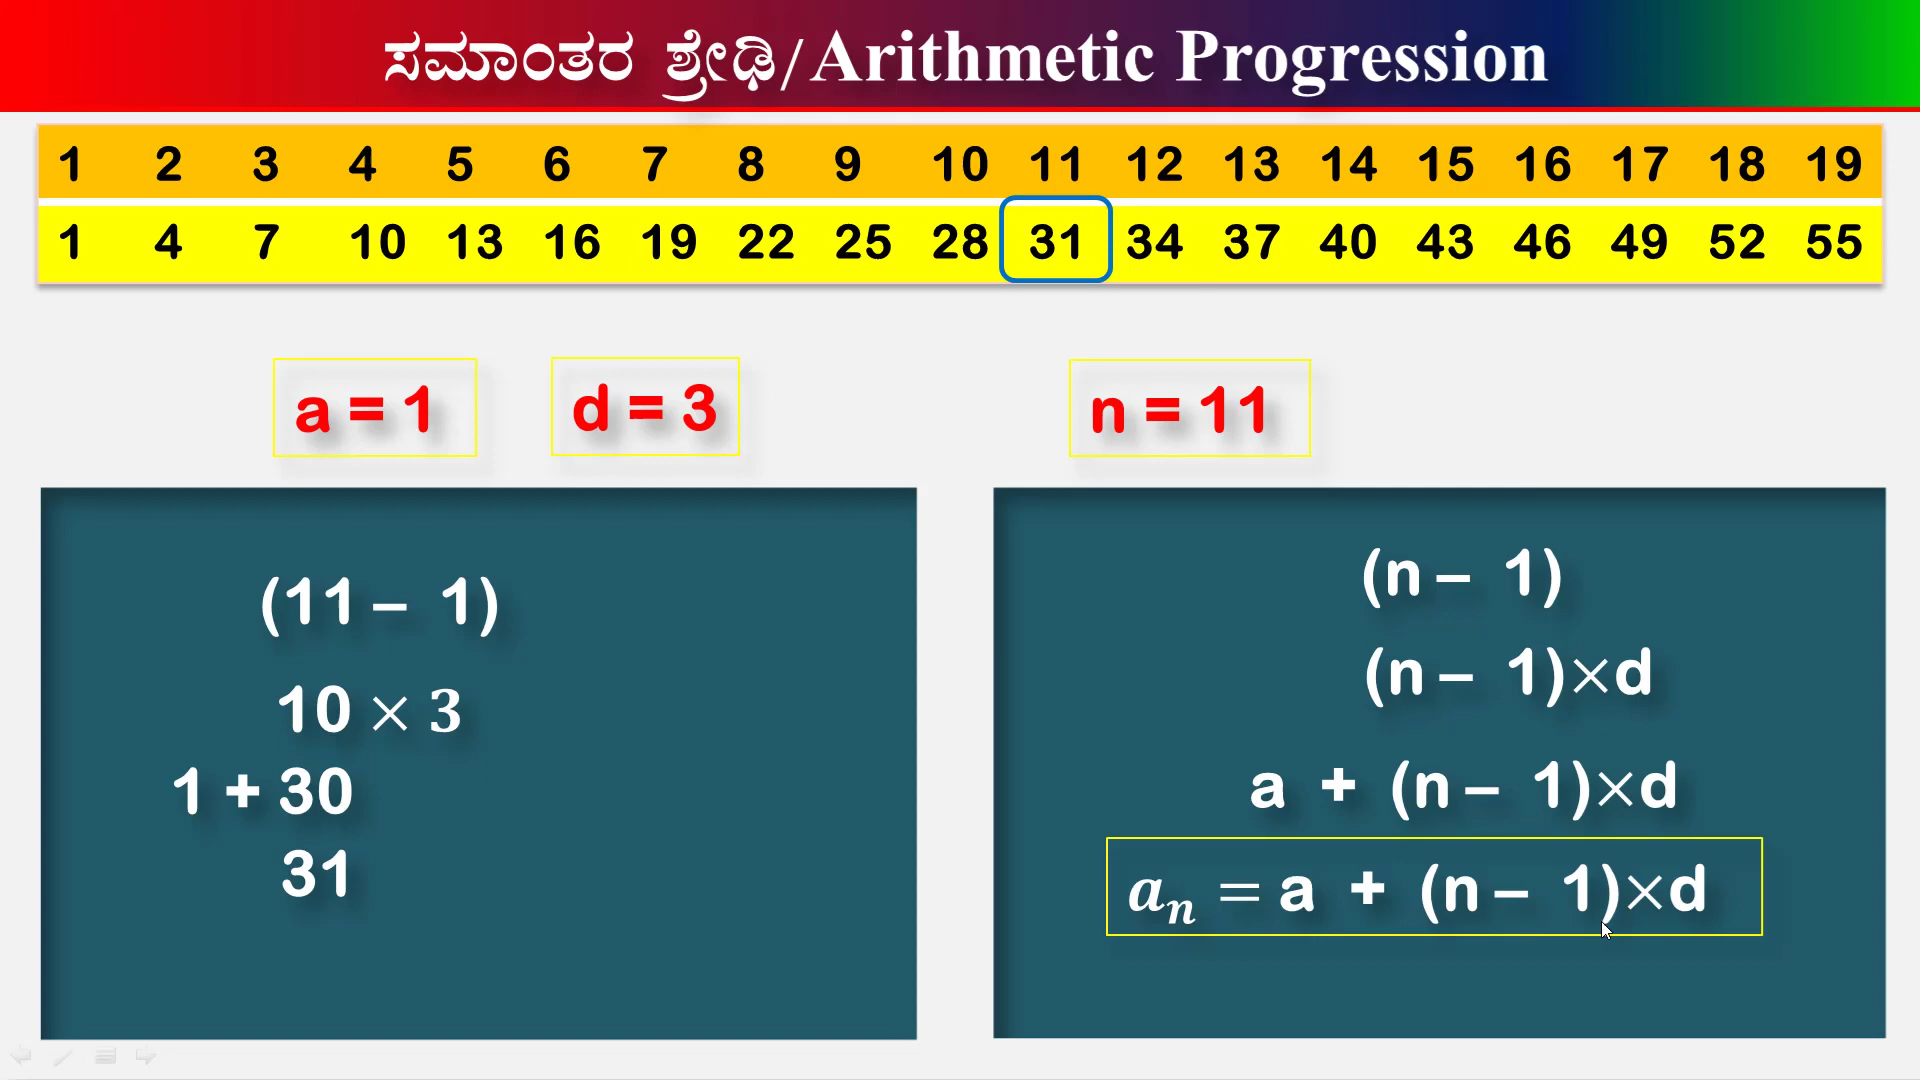 ಸಮಾಂತರ ಶ್ರೇಢಿ/Arithmetic Progression
1 2 3 4 5 6 7 8 9 10 11 12 13 14 15 16 17 18 19
1 4 7 10 13 16 19 22 25 28 31 34 37 40 43 46 49 52 55
a = 1 d = 3 n = 11
(11 – 1)
10 × 3
1 + 30
31
(n – 1)
(n – 1)×d
a + (n – 1)×d
aₙ = a + (n – 1)×d